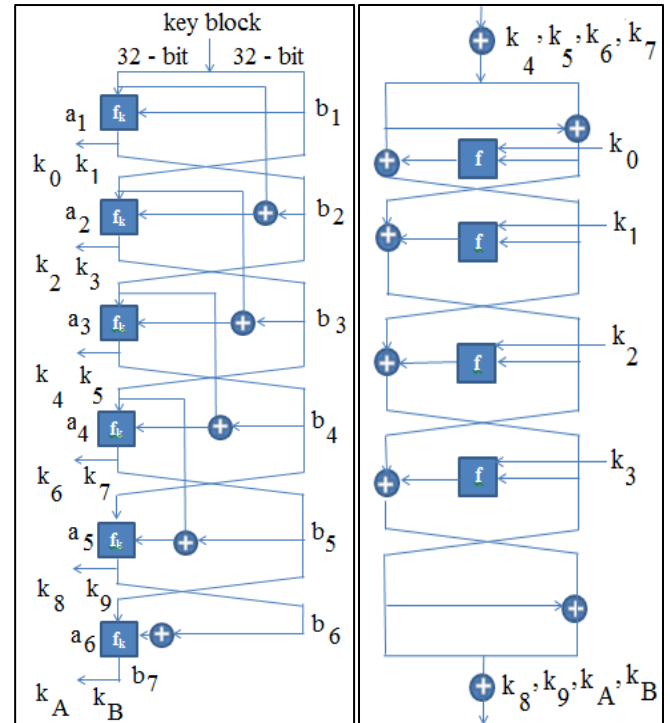 key block
32 - bit 32 - bit
a1 fk b1
k0 k1
a2 fk b2
k2 k3
a3 fk b3
k4 k5
a4 fk b4
k6 k7
a5 fk b5
k8 k9
a6 fk b6
b7
kA kB
k4, k5, k6, k7
f k0
f k1
f k2
f k3
k8, k9, kA, kB